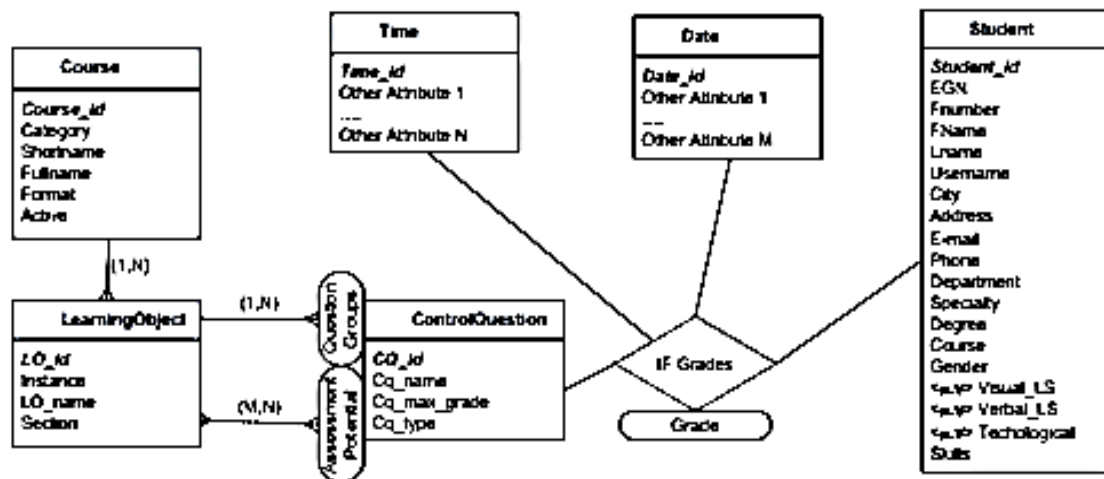 Course
Course_id
Category
Shortname
Fullname
Format
Active
(1,N)
LearningObject
LO_id
Instance
LO_name
Section
(1,N)
(M,N)
Question
Groups
Assessment
Potential
Time
Time_id
Other Attribute 1
....
Other Attribute N
ControlQuestion
CQ_id
Cq_name
Cq_max_grade
Cq_type
Date
Date_id
Other Attribute 1
....
Other Attribute M
IF Grades
Grade
Student
Student_id
EGN
Fnumber
FName
Lname
Username
City
Address
E-mail
Phone
Department
Specialty
Degree
Course
Gender
Visual_LS
Verbal_LS
Techological
Skills